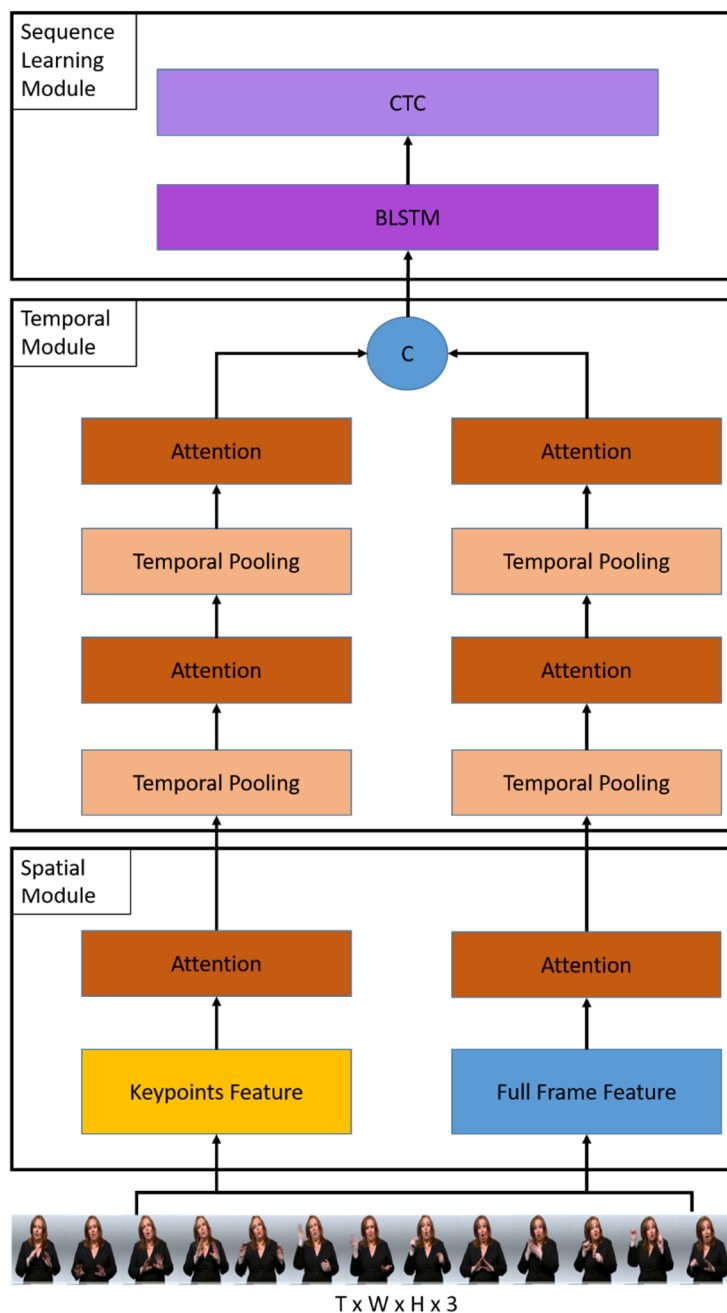 Sequence
Learning
Module
CTC
BLSTM
Temporal
Module
C
Attention
Attention
Temporal Pooling
Temporal Pooling
Attention
Attention
Temporal Pooling
Temporal Pooling
Spatial
Module
Attention
Attention
Keypoints Feature
Full Frame Feature
T x W x H x 3